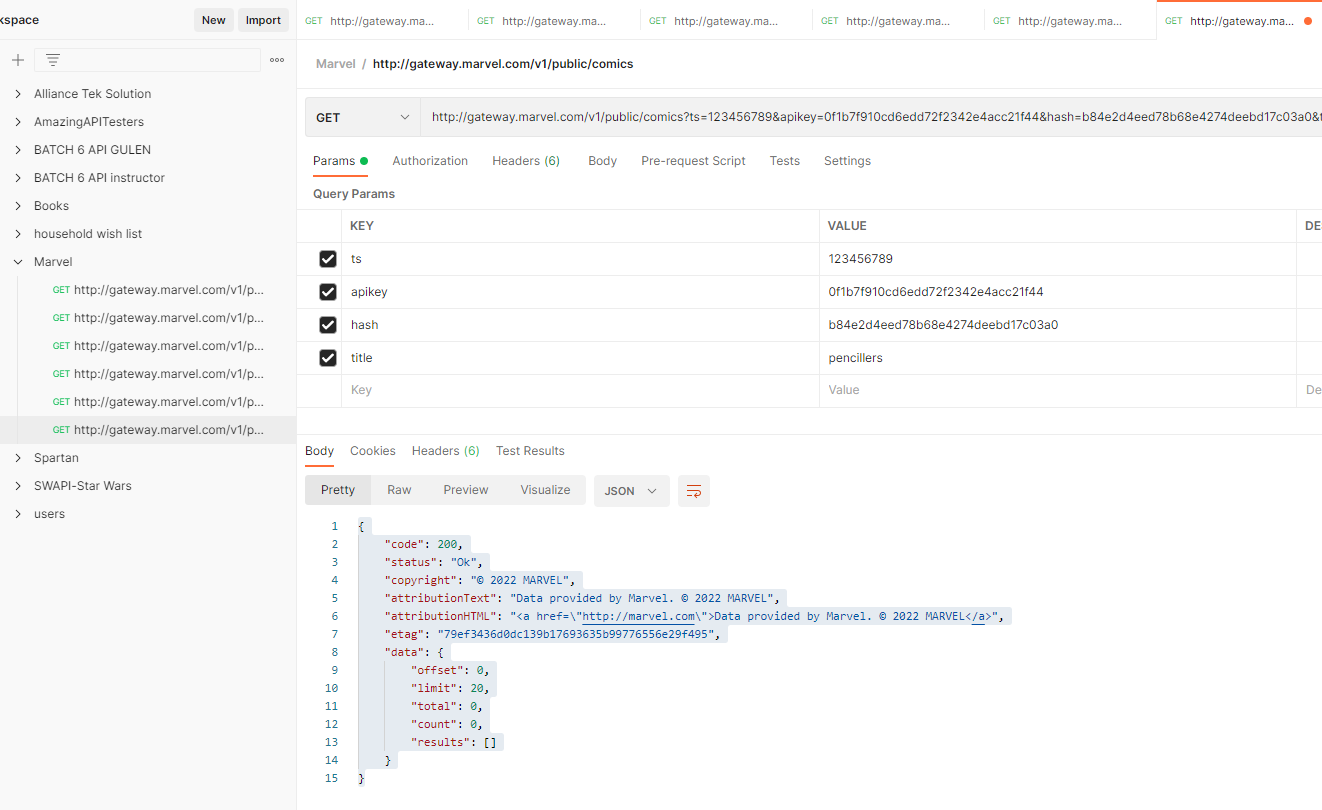 kspace
New
Import
GET http://gateway.ma...
GET http://gateway.ma...
GET http://gateway.ma...
GET http://gateway.ma...
GET http://gateway.ma...
GET http://gateway.ma...
Alliance Tek Solution
AmazingAPITesters
BATCH 6 API GULEN
BATCH 6 API instructor
Books
household wish list
Marvel
GET http://gateway.marvel.com/v1/p...
GET http://gateway.marvel.com/v1/p...
GET http://gateway.marvel.com/v1/p...
GET http://gateway.marvel.com/v1/p...
GET http://gateway.marvel.com/v1/p...
GET http://gateway.marvel.com/v1/p...
Spartan
SWAPI-Star Wars
users
Marvel / http://gateway.marvel.com/v1/public/comics
GET http://gateway.marvel.com/v1/public/comics?ts=123456789&apikey=0f1b7f910cd6edd72f2342e4acc21f44&hash=b84e2d4eed78b68e4274deebd17c03a0&t
Params Authorization Headers (6) Body Pre-request Script Tests Settings
Query Params
KEY VALUE DE
ts 123456789
apikey 0f1b7f910cd6edd72f2342e4acc21f44
hash b84e2d4eed78b68e4274deebd17c03a0
title pencillers
Key Value De
Body Cookies Headers (6) Test Results
Pretty Raw Preview Visualize JSON
1 {
2 "code": 200,
3 "status": "Ok",
4 "copyright": "© 2022 MARVEL",
5 "attributionText": "Data provided by Marvel. © 2022 MARVEL",
6 "attributionHTML": "<a href=\"http://marvel.com\">Data provided by Marvel. © 2022 MARVEL</a>",
7 "etag": "79ef3436d0dc139b17693635b99776556e29f495",
8 "data": {
9 "offset": 0,
10 "limit": 20,
11 "total": 0,
12 "count": 0,
13 "results": []
14 }
15 }